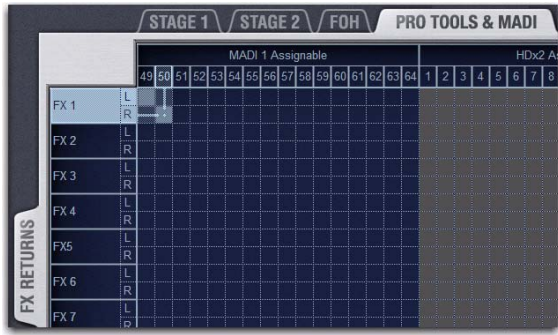 STAGE 1 STAGE 2 FOH PRO TOOLS & MADI
MADI 1 Assignable HDx2 As
49 50 51 52 53 54 55 56 57 58 59 60 61 62 63 64 1 2 3 4 5 6 7 8
FX 1 L
R
FX 2 L
R
FX 3 L
R
FX 4 L
R
FX5 L
R
FX 6 L
R
FX 7 L
R
FX RETURNS